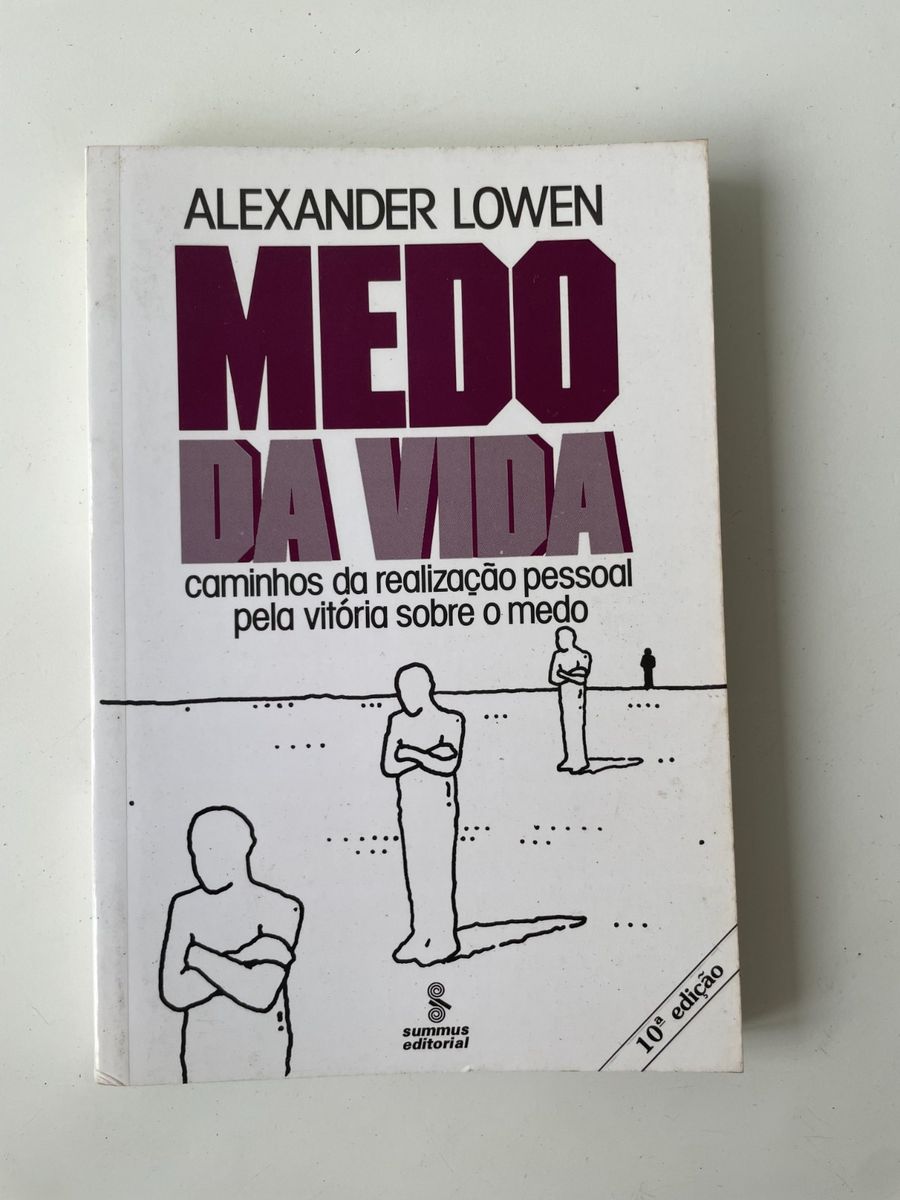 ALEXANDER LOWEN
MEDO
DA VIDA
caminhos da realização pessoal
pela vitória sobre o medo
summus
editorial
10ª edição